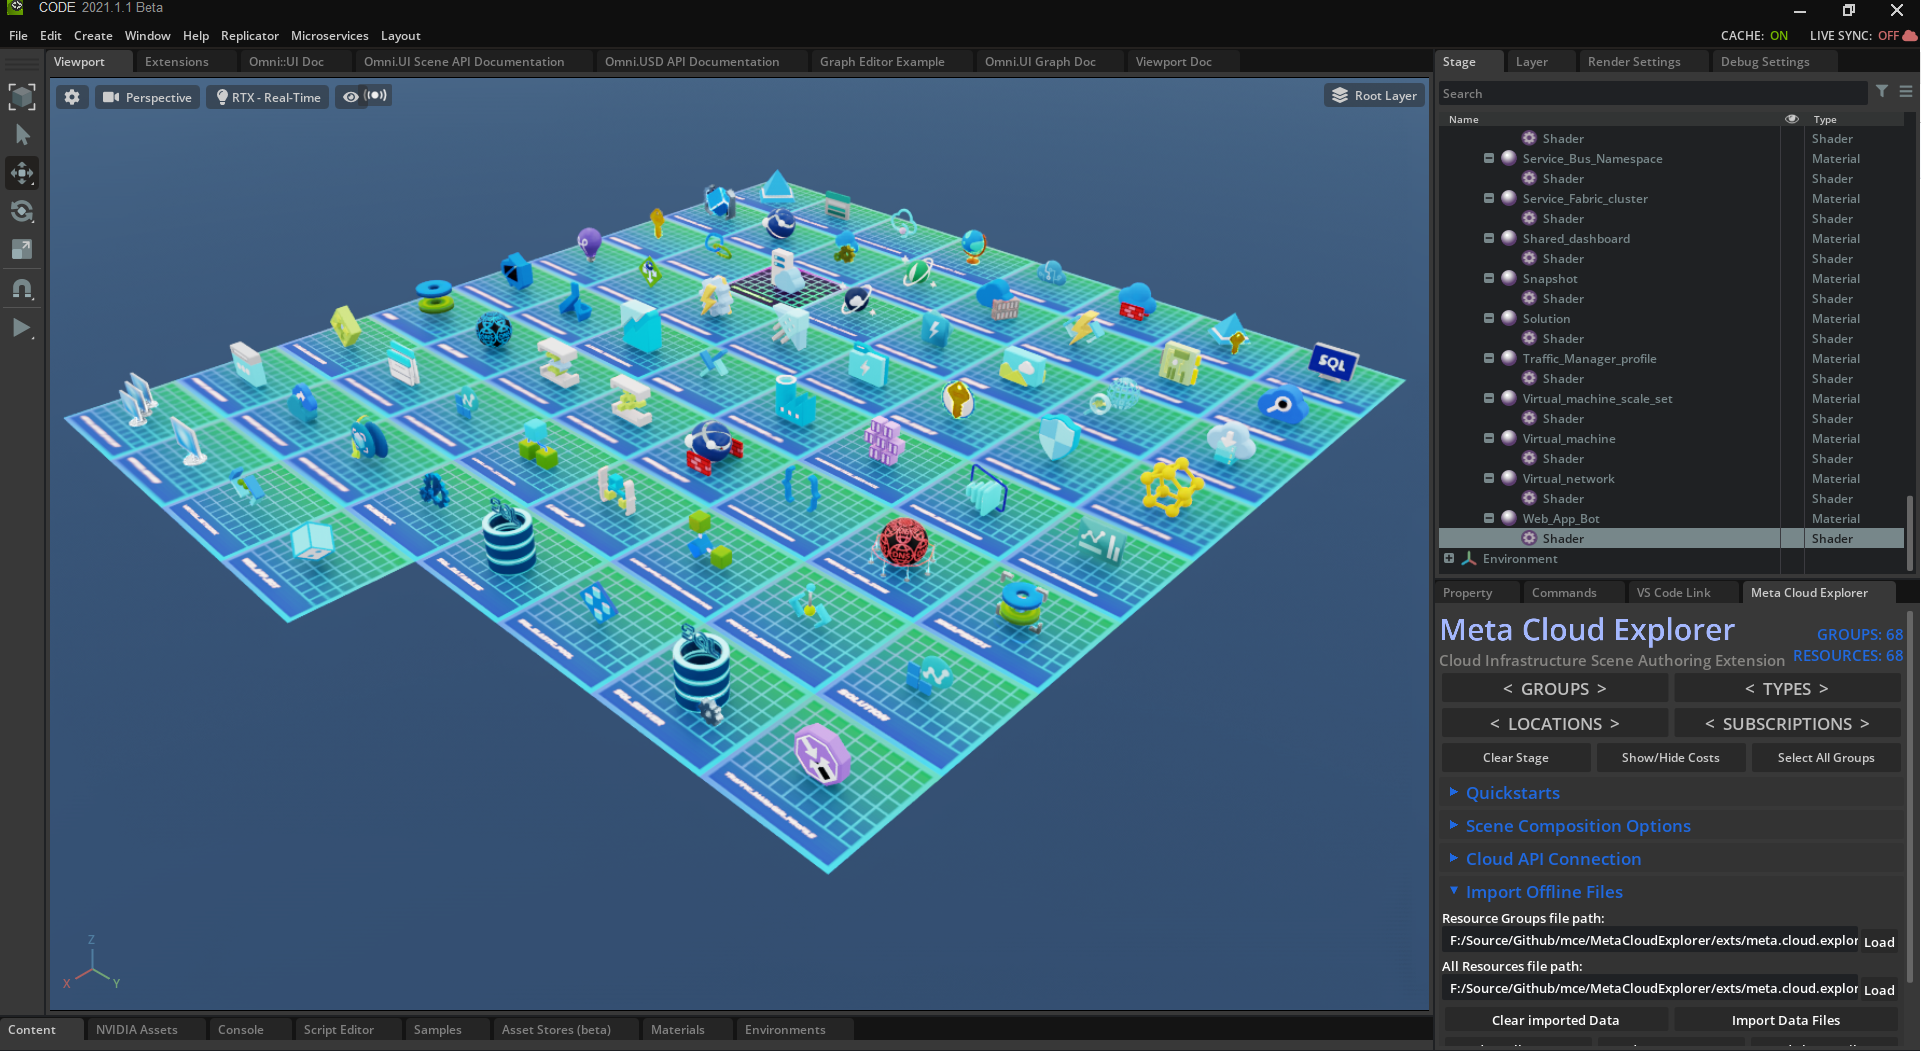 CODE 2021.1.1 Beta
File Edit Create Window Help Replicator Microservices Layout
CACHE: ON LIVE SYNC: OFF
Viewport Extensions Omni::UI Doc Omni.UI Scene API Documentation Omni.USD API Documentation Graph Editor Example Omni.UI Graph Doc Viewport Doc
Perspective RTX - Real-Time Root Layer
SQL
DNS
SQL
SQL
SQL_SERVER
SOLUTION
Z
X Y
Content NVIDIA Assets Console Script Editor Samples Asset Stores (beta) Materials Environments
Stage Layer Render Settings Debug Settings
Search
Name Type
Shader Shader
Service_Bus_Namespace Material
Shader Shader
Service_Fabric_cluster Material
Shader Shader
Shared_dashboard Material
Shader Shader
Snapshot Material
Shader Shader
Solution Material
Shader Shader
Traffic_Manager_profile Material
Shader Shader
Virtual_machine_scale_set Material
Shader Shader
Virtual_machine Material
Shader Shader
Virtual_network Material
Shader Shader
Web_App_Bot Material
Shader Shader
Environment
Property Commands VS Code Link Meta Cloud Explorer
Meta Cloud Explorer GROUPS: 68
Cloud Infrastructure Scene Authoring Extension RESOURCES: 68
< GROUPS > < TYPES >
< LOCATIONS > < SUBSCRIPTIONS >
Clear Stage Show/Hide Costs Select All Groups
Quickstarts
Scene Composition Options
Cloud API Connection
Import Offline Files
Resource Groups file path:
F:/Source/Github/mce/MetaCloudExplorer/exts/meta.cloud.explor Load
All Resources file path:
F:/Source/Github/mce/MetaCloudExplorer/exts/meta.cloud.explor Load
Clear imported Data Import Data Files